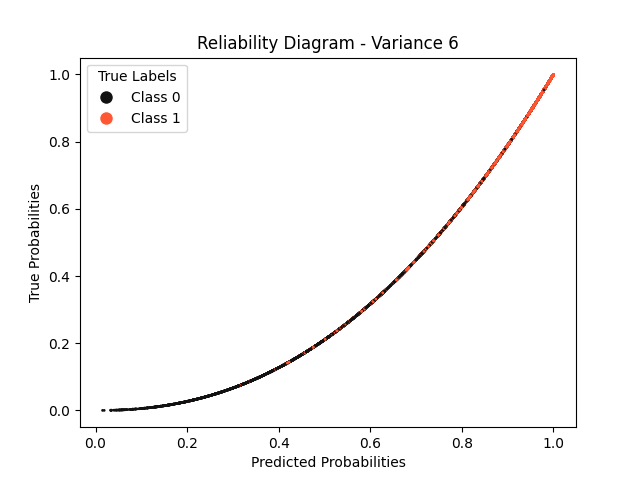 Reliability Diagram - Variance 6
True Labels
Class 0
Class 1
1.0
0.8
0.6
0.4
0.2
0.0
True Probabilities
0.0 0.2 0.4 0.6 0.8 1.0
Predicted Probabilities